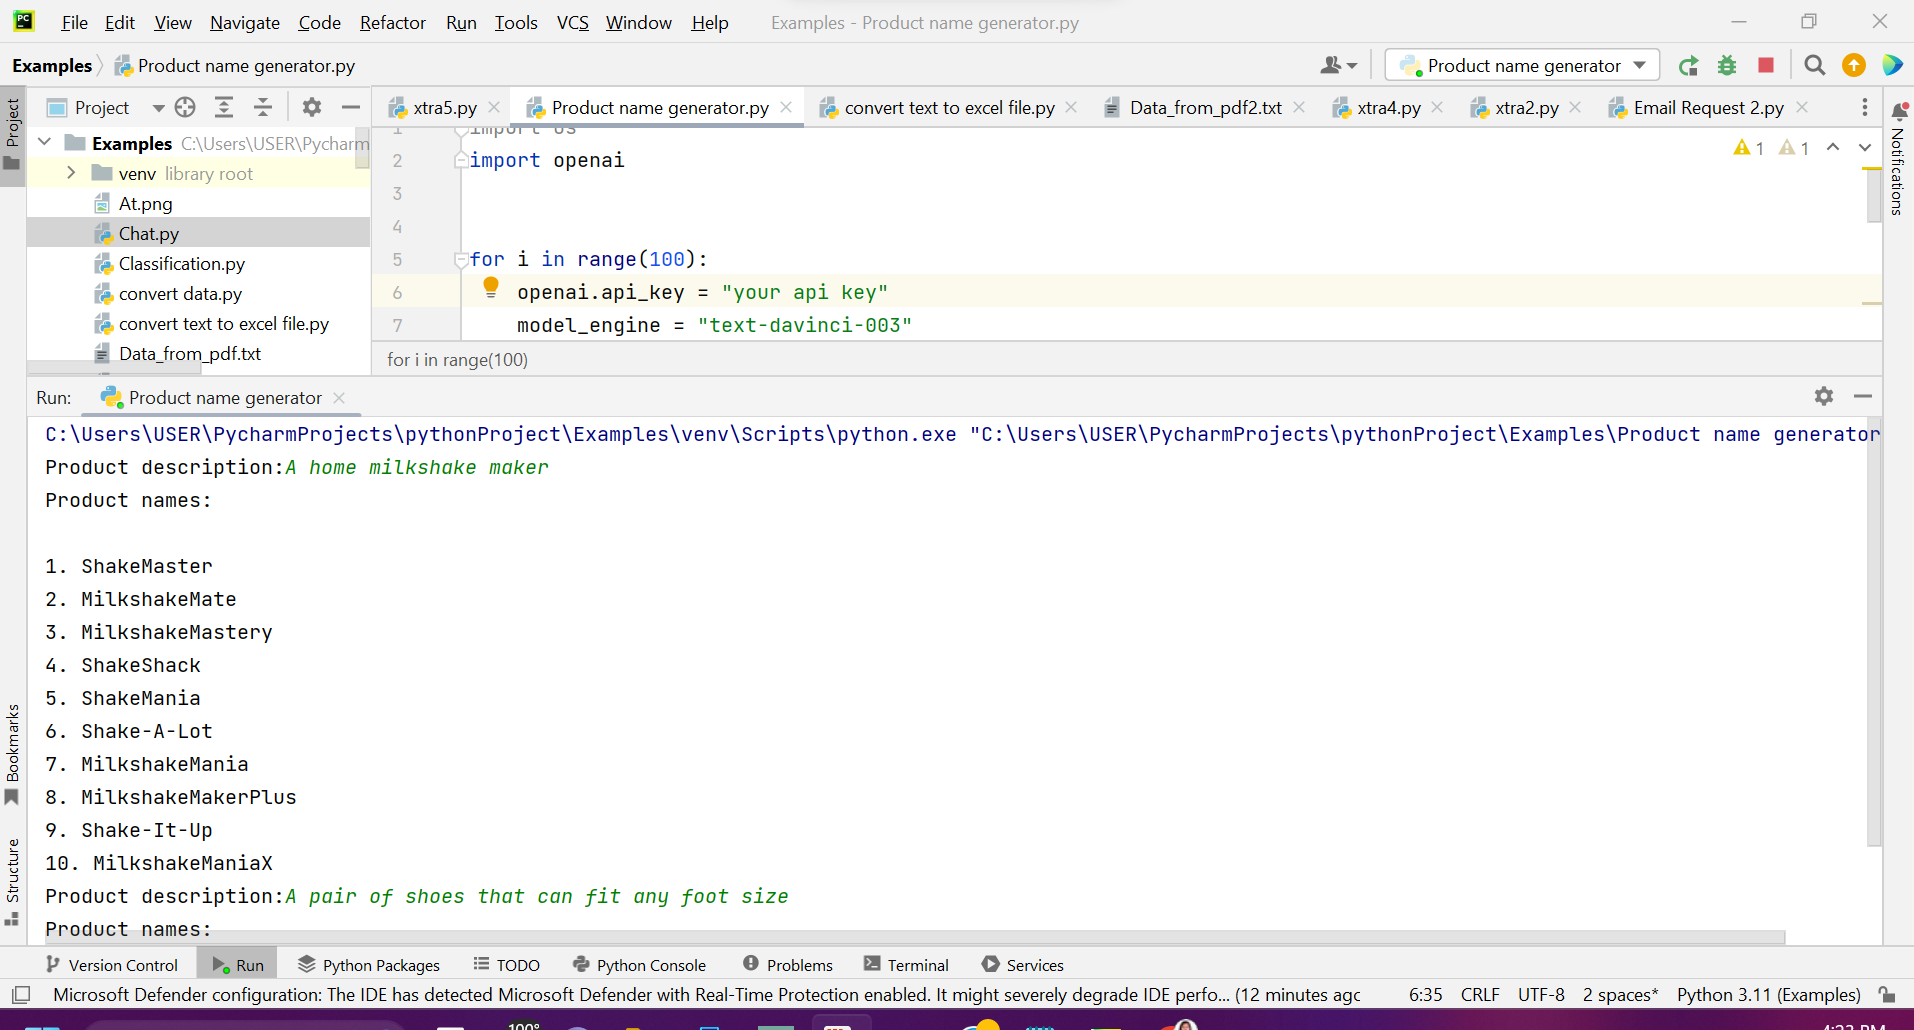 PC File Edit View Navigate Code Refactor Run Tools VCS Window Help Examples - Product name generator.py
Examples Product name generator.py Product name generator
Project
Project
xtra5.py Product name generator.py convert text to excel file.py Data_from_pdf2.txt xtra4.py xtra2.py Email Request 2.py
Examples C:\Users\USER\Pycharm
venv library root
At.png
Chat.py
Classification.py
convert data.py
convert text to excel file.py
Data_from_pdf.txt
1 import os
2 import openai
3
4
5 for i in range(100):
6 openai.api_key = "your api key"
7 model_engine = "text-davinci-003"
1 1
for i in range(100)
Notifications
Run: Product name generator
C:\Users\USER\PycharmProjects\pythonProject\Examples\venv\Scripts\python.exe "C:\Users\USER\PycharmProjects\pythonProject\Examples\Product name generator
Product description:A home milkshake maker
Product names:
1. ShakeMaster
2. MilkshakeMate
3. MilkshakeMastery
4. ShakeShack
5. ShakeMania
6. Shake-A-Lot
7. MilkshakeMania
8. MilkshakeMakerPlus
9. Shake-It-Up
10. MilkshakeManiaX
Product description:A pair of shoes that can fit any foot size
Product names:
Bookmarks
Structure
Version Control Run Python Packages TODO Python Console Problems Terminal Services
Microsoft Defender configuration: The IDE has detected Microsoft Defender with Real-Time Protection enabled. It might severely degrade IDE perfo... (12 minutes agc 6:35 CRLF UTF-8 2 spaces* Python 3.11 (Examples)
100°
4:23 PM